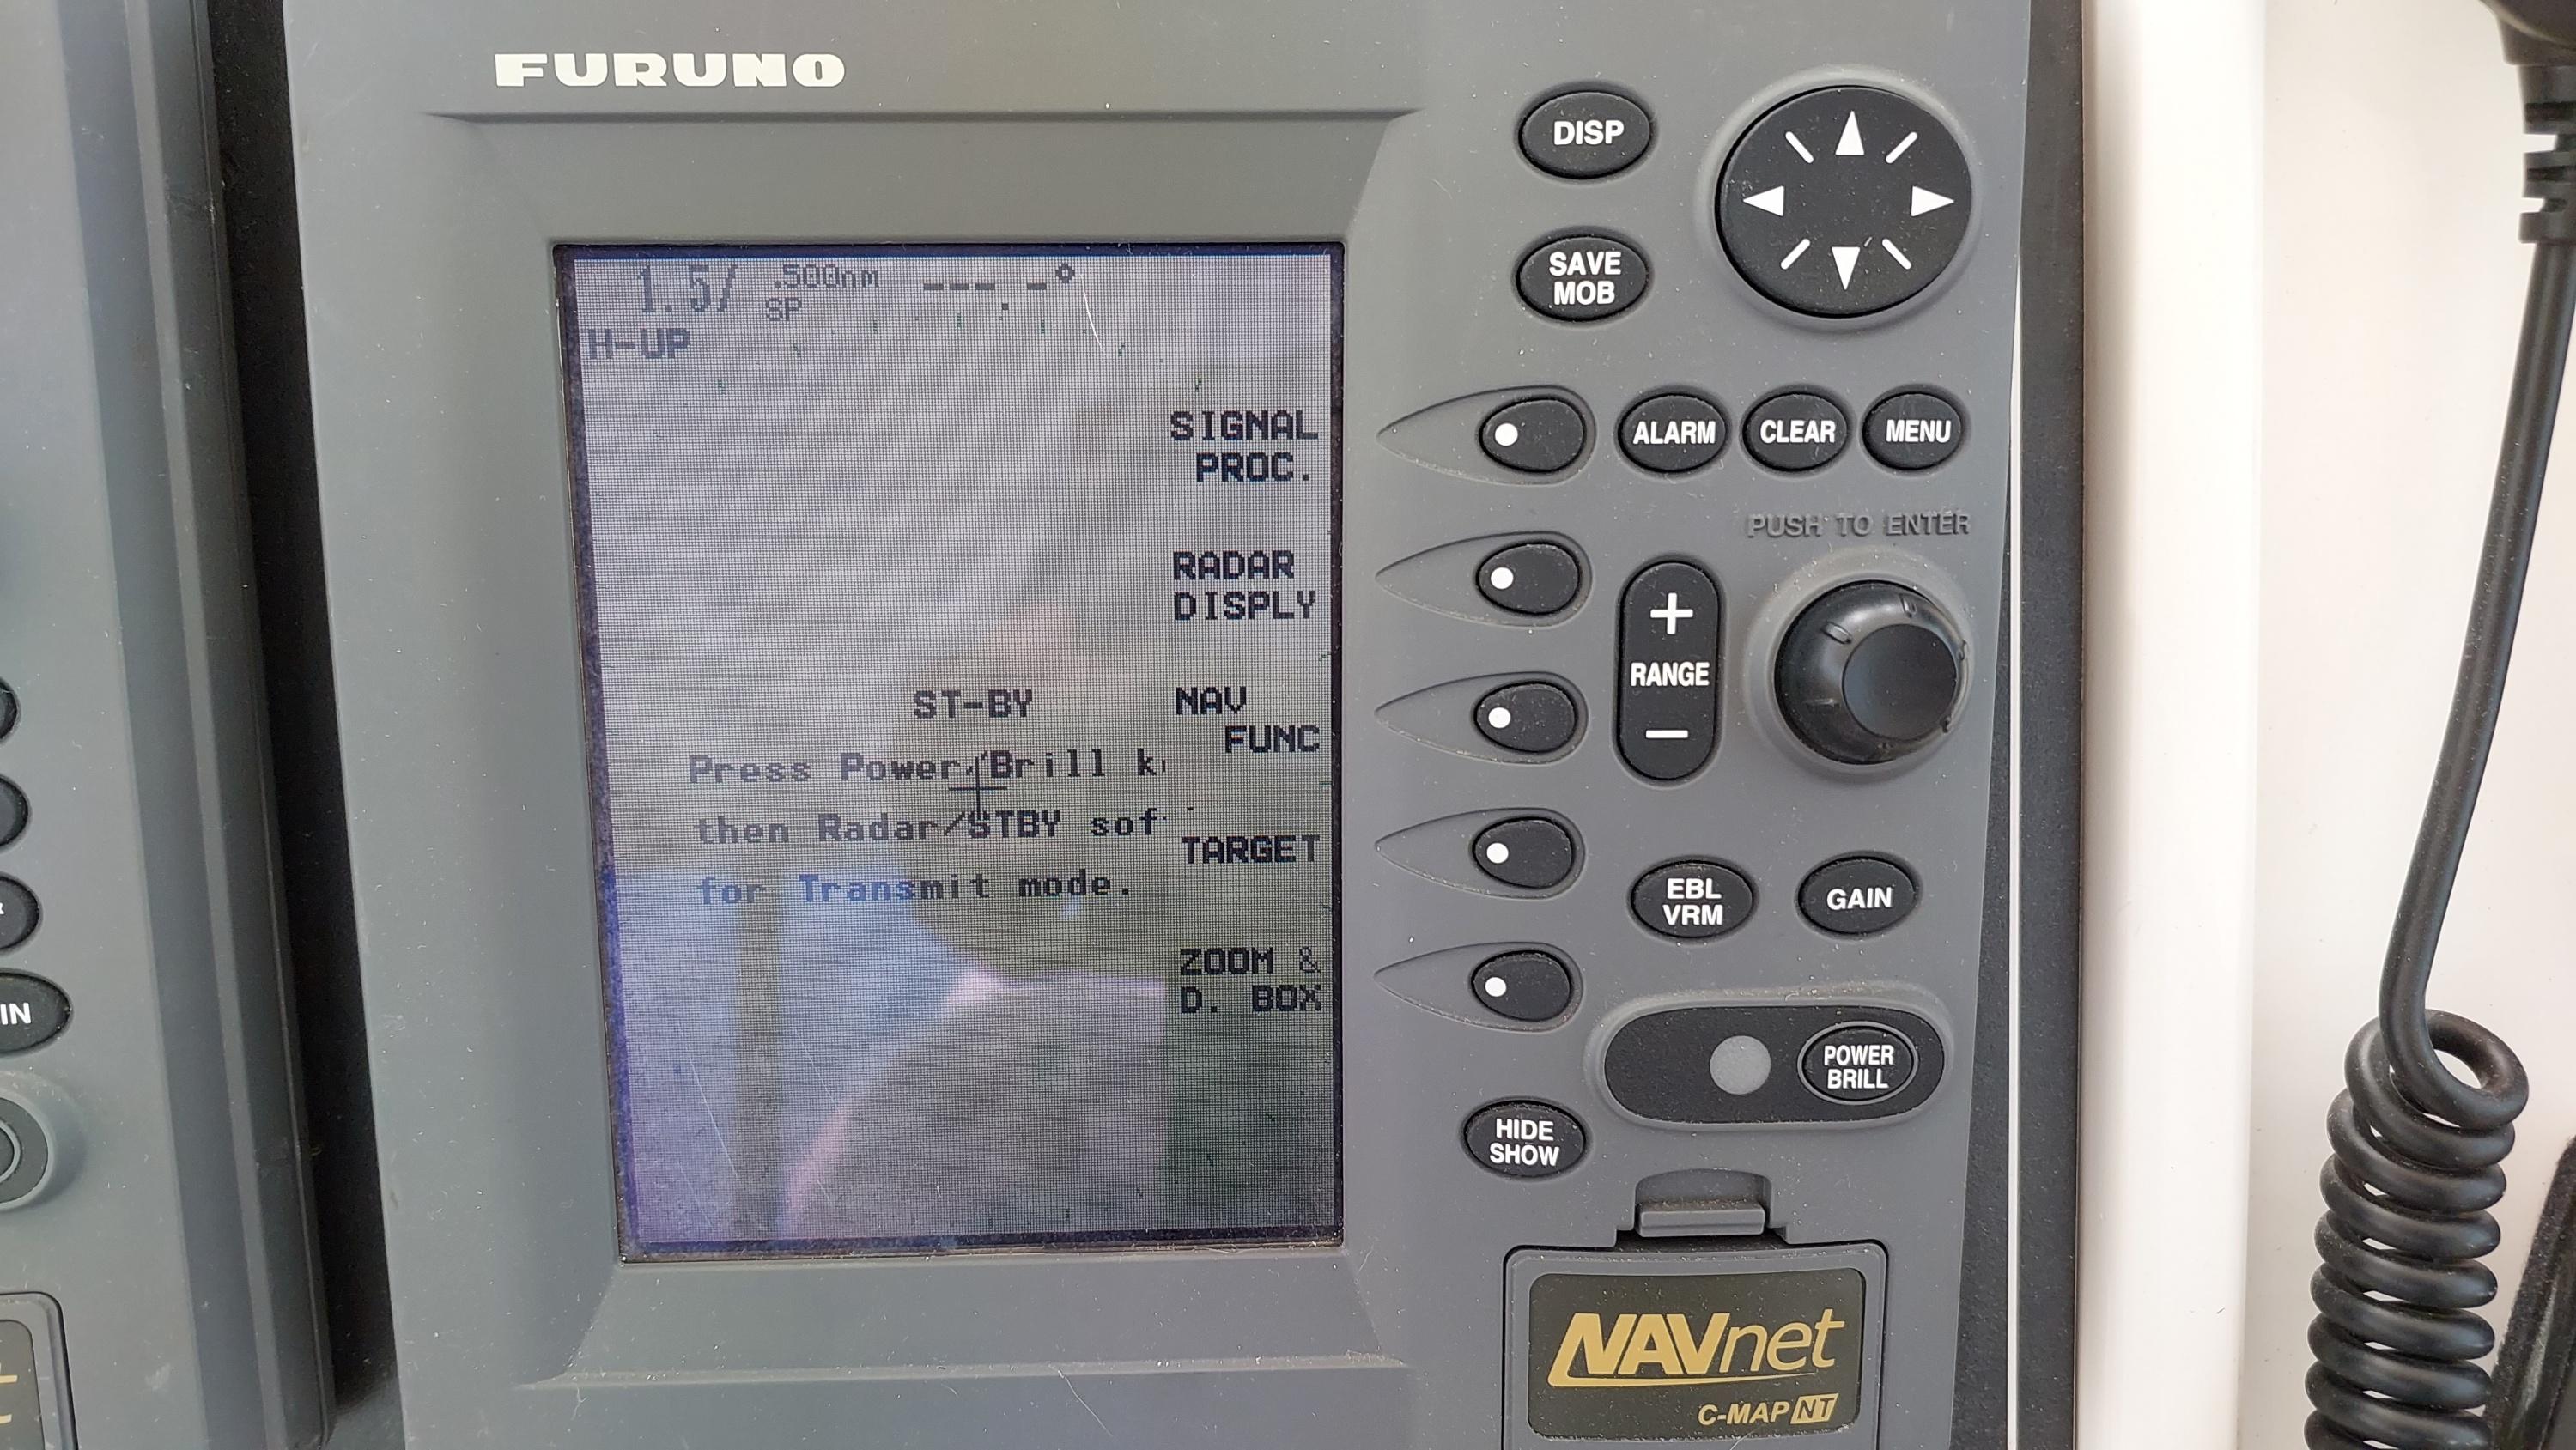 FURUNO
DISP
SAVE
MOB
1.5/ .500nm ---.-°
SP
H-UP
SIGNAL
PROC.
ALARM CLEAR MENU
PUSH TO ENTER
RADAR
DISPLY
+
RANGE
−
ST-BY
NAV
FUNC
Press Power/Brill
then Radar/STBY sof
for Transmit mode.
TARGET
EBL
VRM
GAIN
ZOOM &
D. BOX
IN
POWER
BRILL
HIDE
SHOW
NAVnet
C-MAP NT